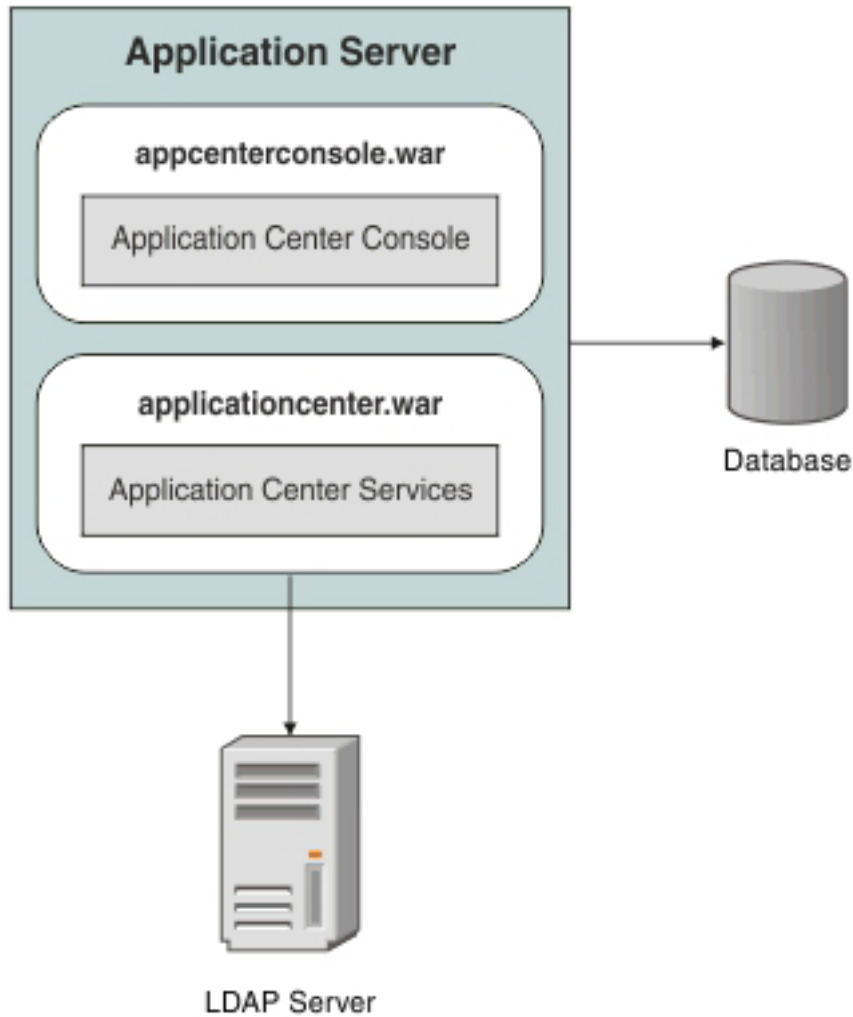 Application Server
appcenterconsole.war
Application Center Console
applicationcenter.war
Application Center Services
Database
LDAP Server